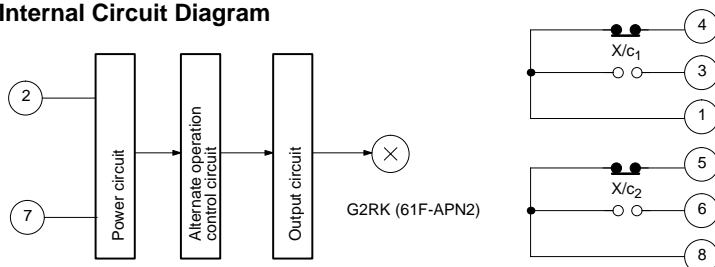 Internal Circuit Diagram
2
7
Power circuit
Alternate operation
control circuit
Output circuit
X
G2RK (61F-APN2)
4
X/c1
3
1
5
X/c2
6
8